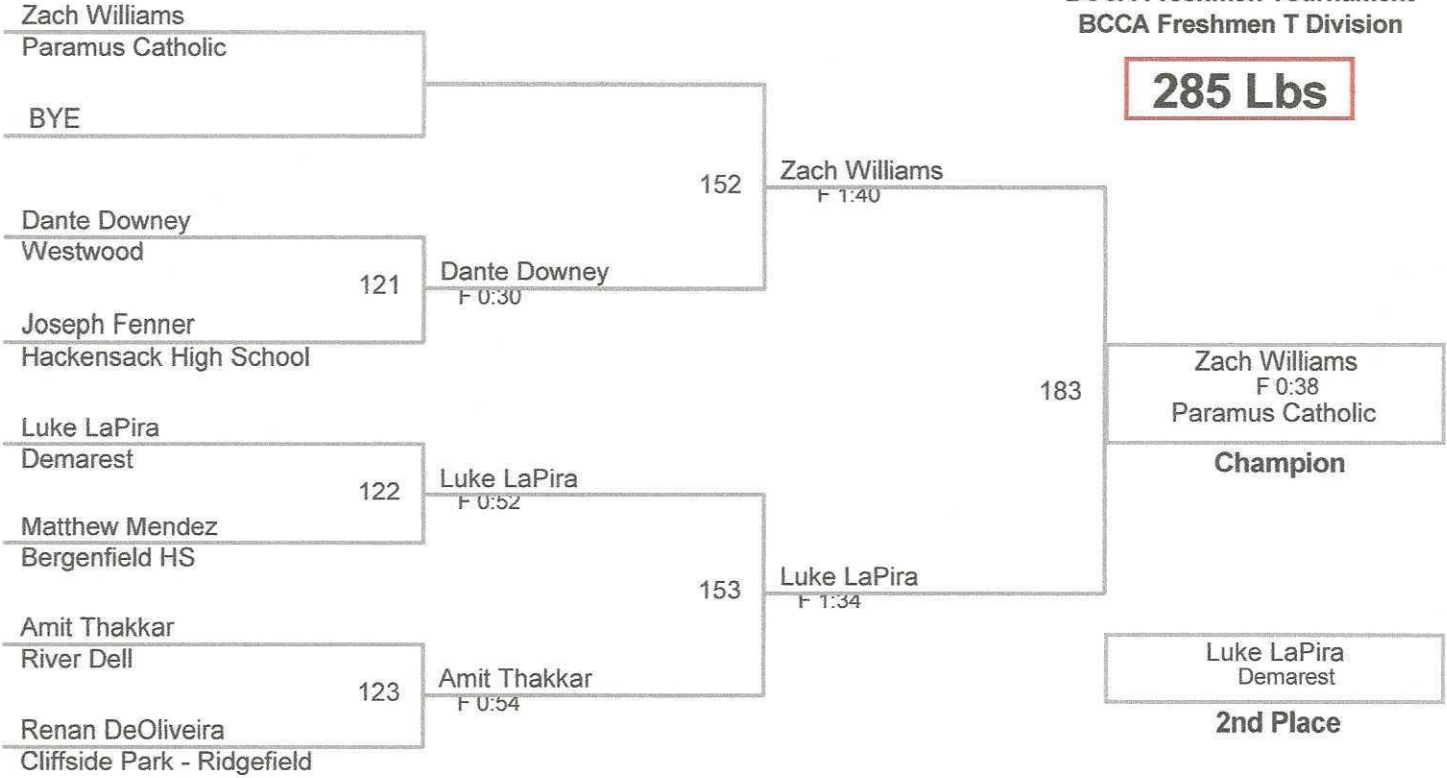 Zach Williams
Paramus Catholic
BYE
Dante Downey
Westwood
Joseph Fenner
Hackensack High School
Luke LaPira
Demarest
Matthew Mendez
Bergenfield HS
Amit Thakkar
River Dell
Renan DeOliveira
Cliffside Park - Ridgefield
121
122
123
Dante Downey
F 0:30
Luke LaPira
F 0:52
Amit Thakkar
F 0:54
152
153
Zach Williams
F 1:40
Luke LaPira
F 1:34
183
BCCA Freshmen T Division
285 Lbs
Zach Williams
F 0:38
Paramus Catholic
Champion
Luke LaPira
Demarest
2nd Place